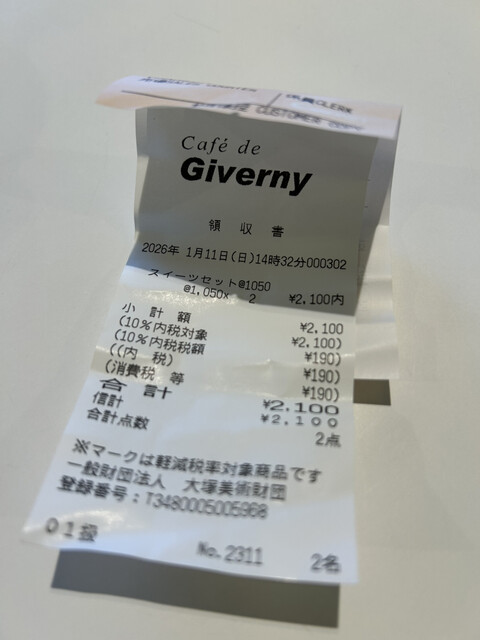 CLERK
CUSTOMER COPY
Café de
Giverny
領 収 書
2026年 1月11日(日)14時32分000302
スイーツセット@1050
@1,050× 2 ¥2,100内
小 計 額 ¥2,100
(10%内税対象 ¥2,100)
(10%内税税額 ¥190)
((内 税) ¥190)
(消費税 等 ¥190)
合 計 ¥2,100
信計 ¥2,100
合計点数 2点
※マークは軽減税率対象商品です
一般財団法人 大塚美術財団
登録番号:T3480005005968
01扱 No.2311 2名